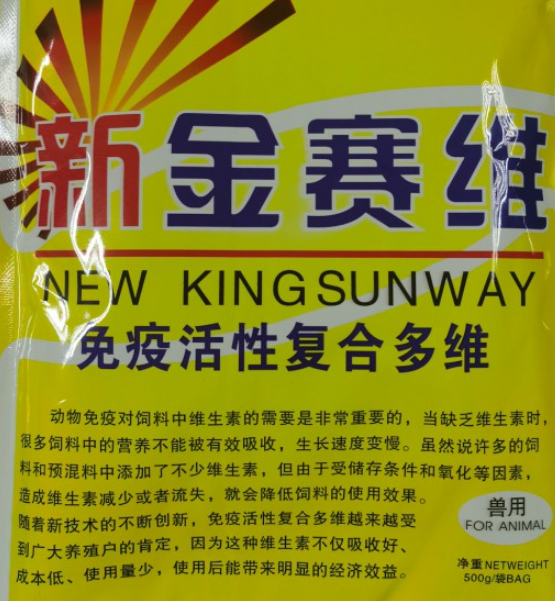 新金赛维
NEW KINGSUNWAY
免疫活性复合多维
动物免疫对饲料中维生素的需要是非常重要的，当缺乏维生素时，
很多饲料中的营养不能被有效吸收，生长速度变慢。虽然说许多的饲
料和预混料中添加了不少维生素，但由于受储存条件和氧化等因素，
造成维生素减少或者流失，就会降低饲料的使用效果。
随着新技术的不断创新，免疫活性复合多维越来越受
到广大养殖户的肯定，因为这种维生素不仅吸收好、
成本低、使用量少，使用后能带来明显的经济效益。
兽用
FOR ANIMAL
净重NETWEIGHT
500g/袋BAG